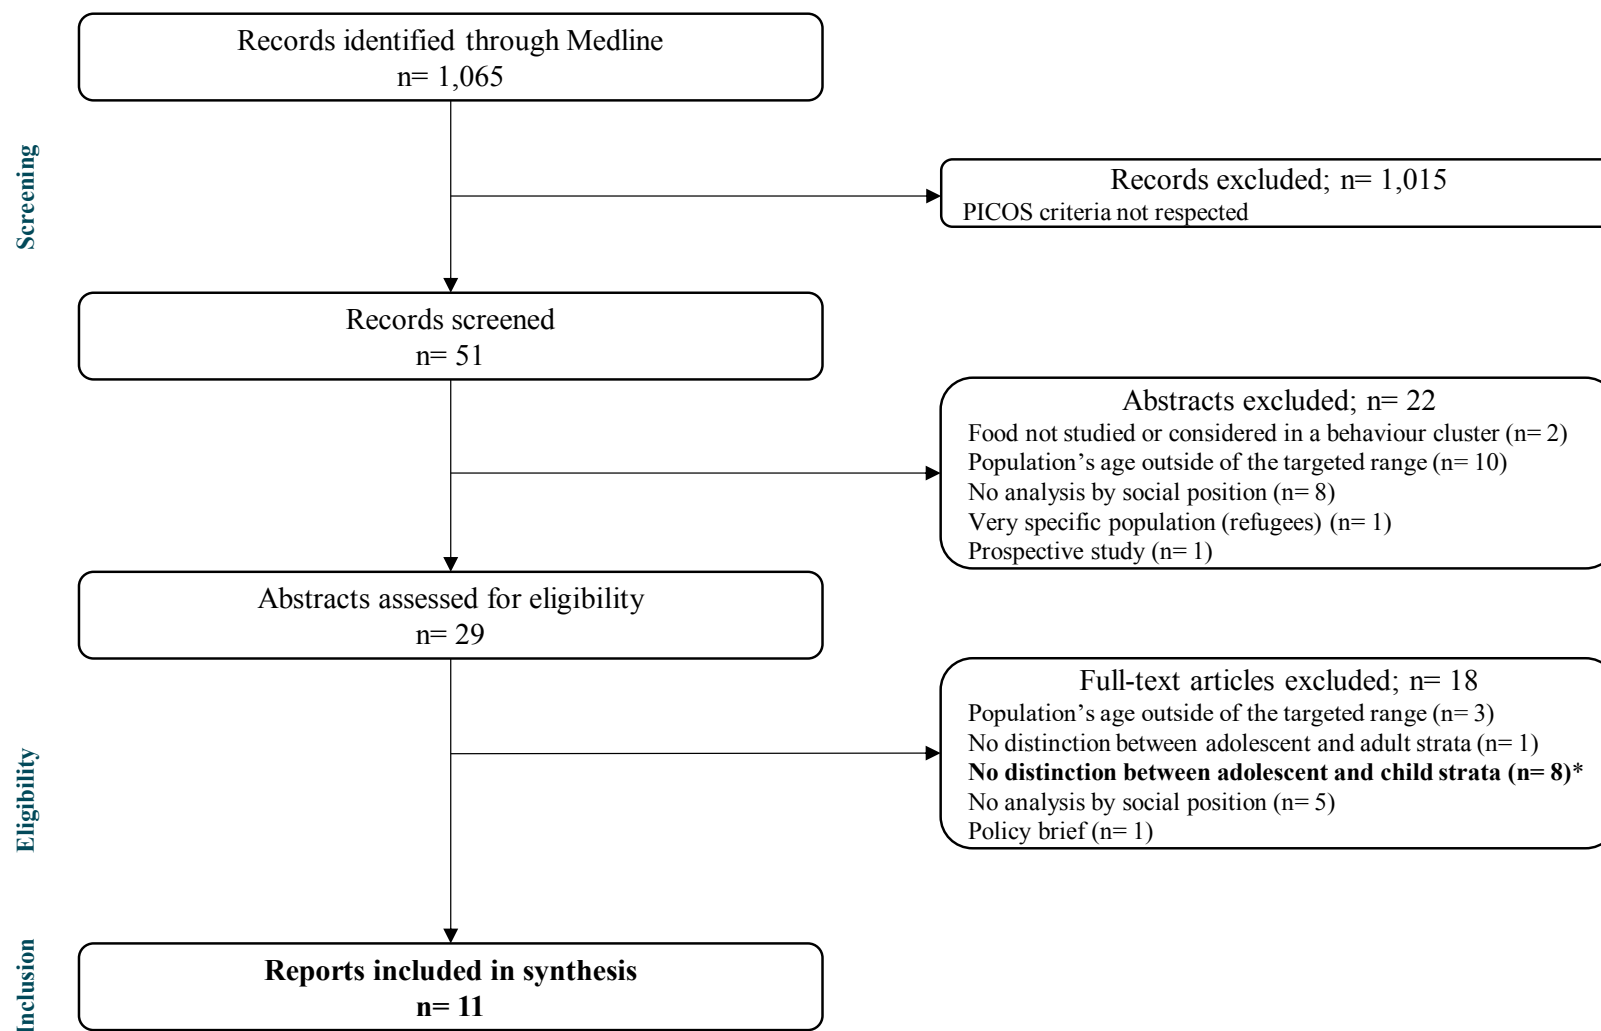 Records identified through Medline
n= 1,065
Screening
Records excluded; n= 1,015
PICOS criteria not respected
Records screened
n= 51
Abstracts excluded; n= 22
Food not studied or considered in a behaviour cluster (n= 2)
Population's age outside of the targeted range (n= 10)
No analysis by social position (n= 8)
Very specific population (refugees) (n= 1)
Prospective study (n= 1)
Abstracts assessed for eligibility
n= 29
Eligibility
Full-text articles excluded; n= 18
Population's age outside of the targeted range (n= 3)
No distinction between adolescent and adult strata (n= 1)
No distinction between adolescent and child strata (n= 8)*
No analysis by social position (n= 5)
Policy brief (n= 1)
Inclusion
Reports included in synthesis
n= 11